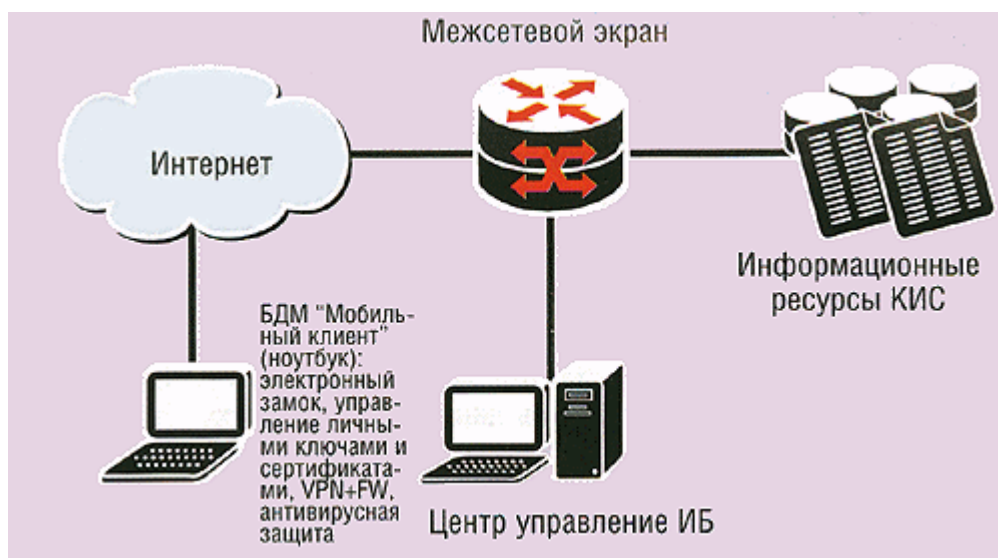 Межсетевой экран
Интернет
Информационные
ресурсы КИС
БДМ "Мобиль-
ный клиент"
(ноутбук):
электронный
замок, управ-
ление личны-
ми ключами и
сертификата-
ми, VPN+FW,
антивирусная
защита
Центр управление ИБ